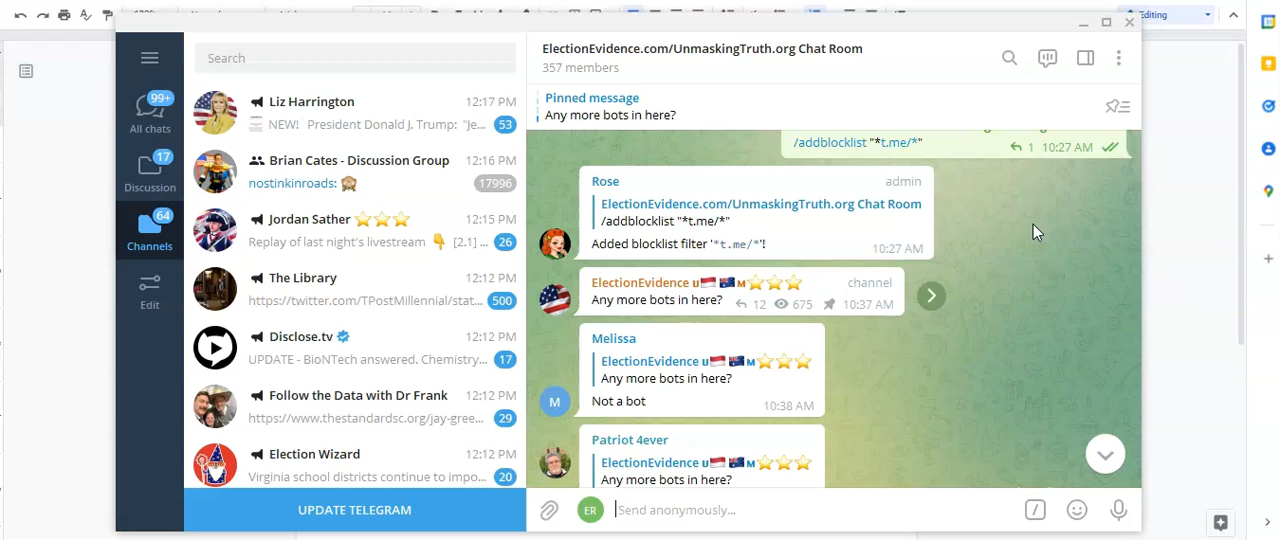 Editing
Search
99+
All chats
17
Discussion
64
Channels
Edit
Liz Harrington 12:17 PM
NEW! President Donald J. Trump: "Je... 53
Brian Cates - Discussion Group 12:16 PM
nostinkinroads: 🙈 17996
Jordan Sather ⭐⭐⭐ 12:15 PM
Replay of last night's livestream 👇 [2.1] ... 26
The Library 12:12 PM
https://twitter.com/TPostMillennial/stat... 500
Disclose.tv 12:12 PM
UPDATE - BioNTech answered. Chemistry... 17
Follow the Data with Dr Frank 12:12 PM
https://www.thestandardsc.org/jay-gree... 29
Election Wizard 12:12 PM
Virginia school districts continue to impo... 20
UPDATE TELEGRAM
ElectionEvidence.com/UnmaskingTruth.org Chat Room
357 members
Pinned message
Any more bots in here?
/addblocklist "*t.me/*"
1 10:27 AM
Rose admin
ElectionEvidence.com/UnmaskingTruth.org Chat Room
/addblocklist "*t.me/*"
Added blocklist filter '*t.me/*'!
10:27 AM
ElectionEvidence ᴜ🇮🇩 🇦🇺ᴍ⭐⭐⭐ channel
Any more bots in here? 12 675 10:37 AM
Melissa
ElectionEvidence ᴜ🇮🇩 🇦🇺ᴍ⭐⭐⭐
Any more bots in here?
Not a bot
10:38 AM
M
Patriot 4ever
ElectionEvidence ᴜ🇮🇩 🇦🇺ᴍ⭐⭐⭐
Any more bots in here?
ER
Send anonymously...